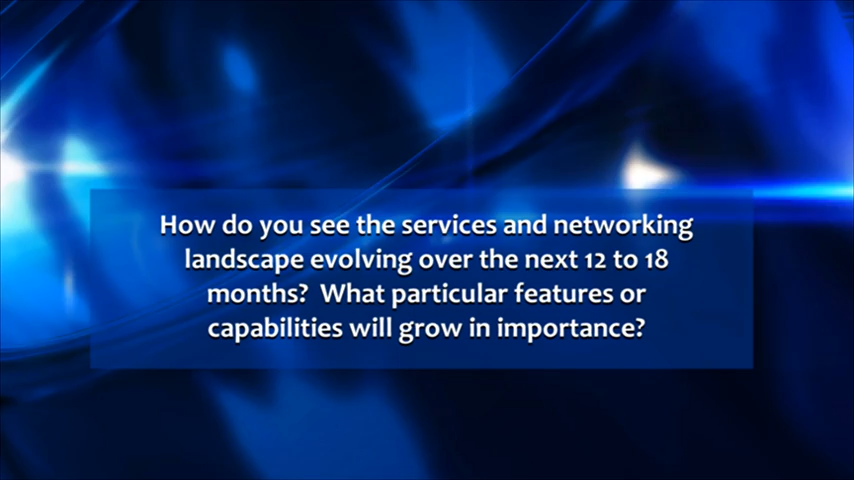 How do you see the services and networking
landscape evolving over the next 12 to 18
months?  What particular features or
capabilities will grow in importance?